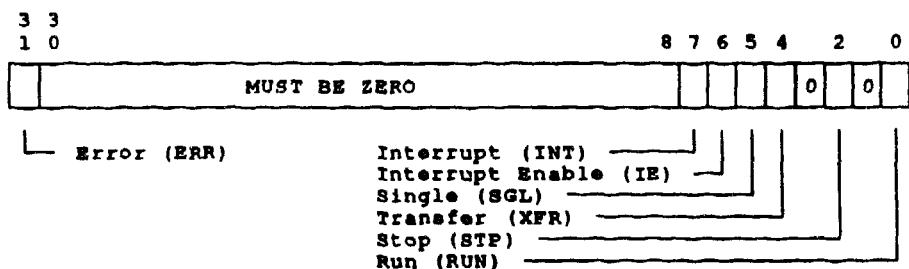 3 3
1 0 8 7 6 5 4 2 0
MUST BE ZERO 0 0
Error (ERR) Interrupt (INT)
Interrupt Enable (IE)
Single (SGL)
Transfer (XFR)
Stop (STP)
Run (RUN)